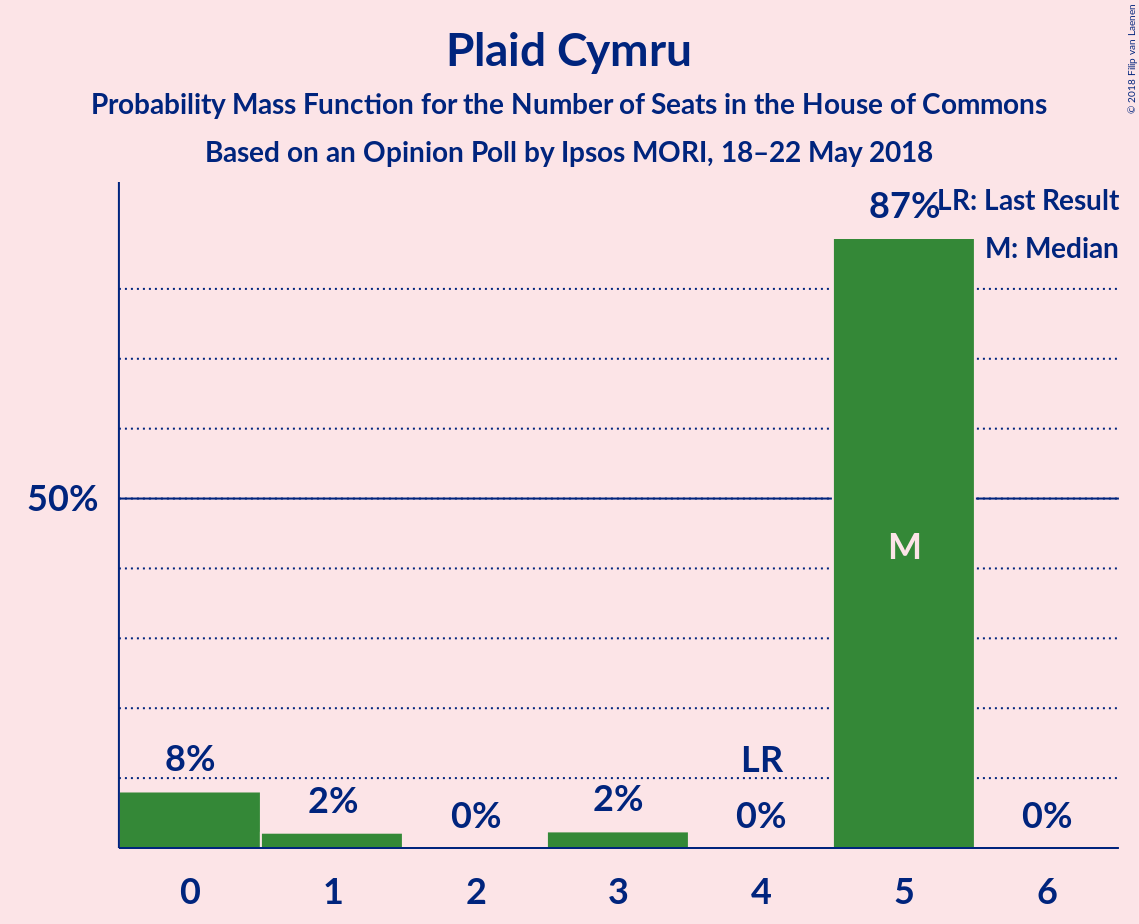 Plaid Cymru
Probability Mass Function for the Number of Seats in the House of Commons
Based on an Opinion Poll by Ipsos MORI, 18–22 May 2018
© 2018 Filip van Laenen
LR: Last Result
M: Median
87%
50%
M
8%
2%
0%
2%
LR
0%
0%
0 1 2 3 4 5 6